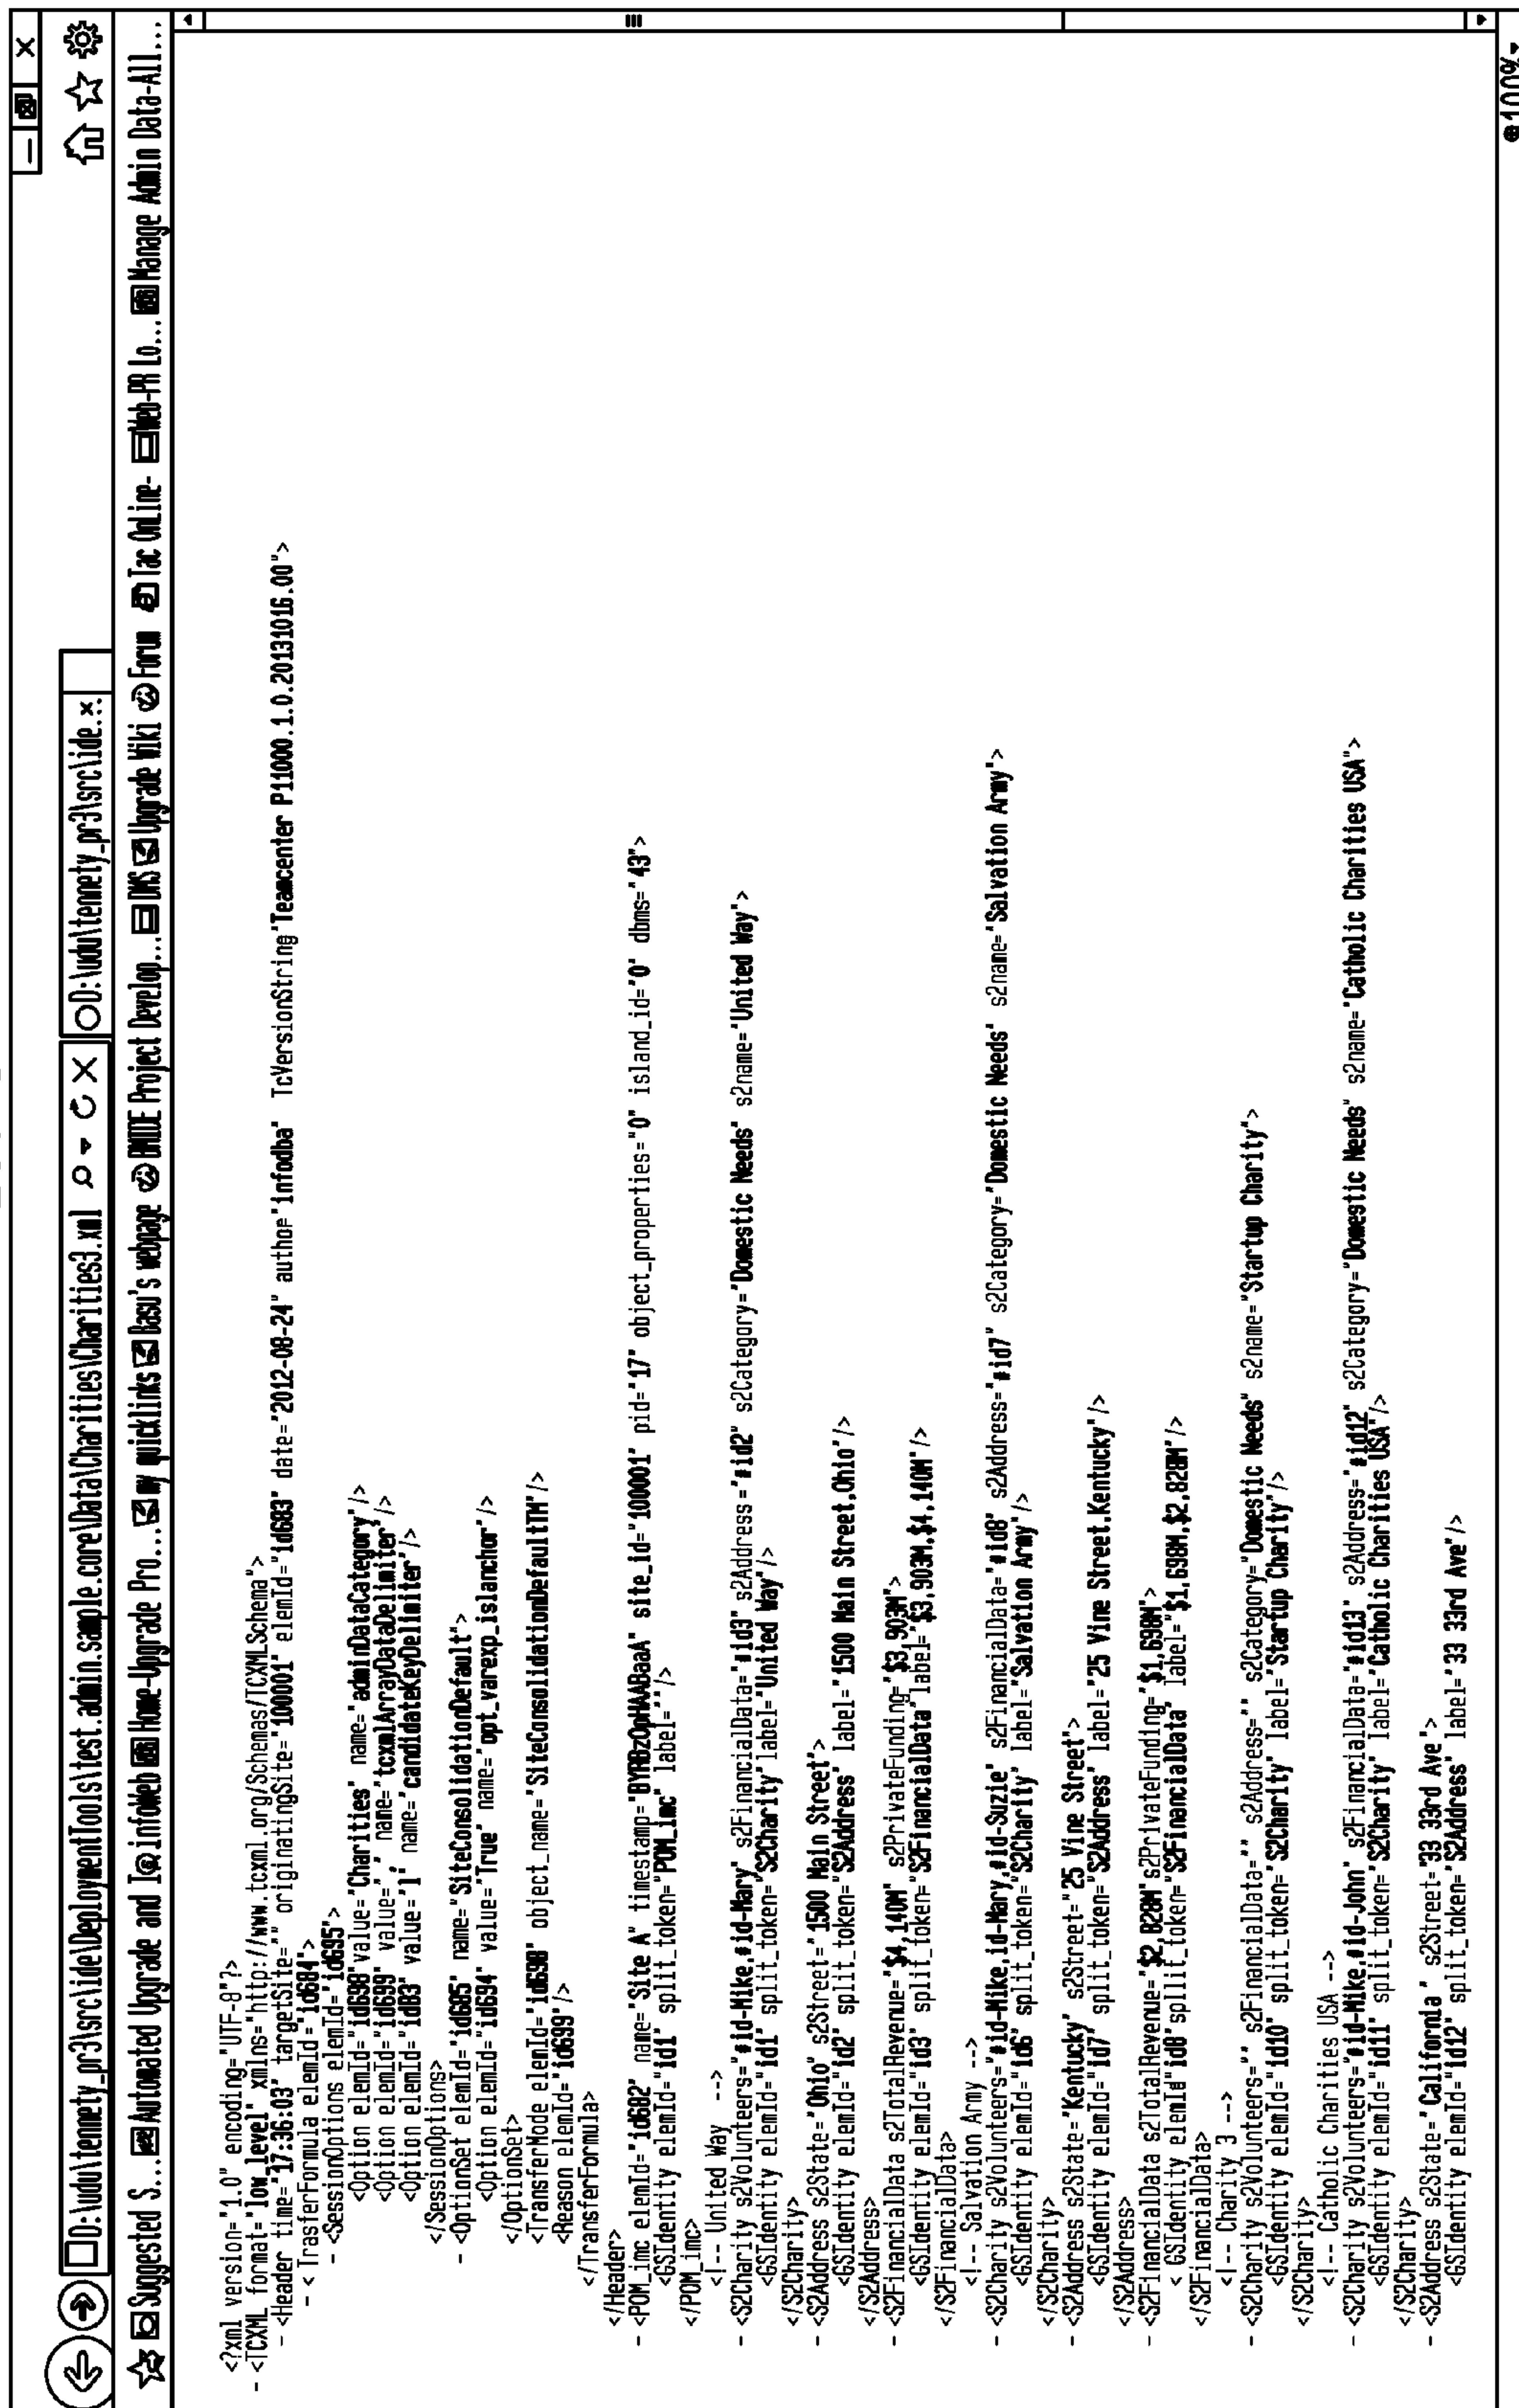 D:\udu\tennety_pr3\src\ide\DeploymentTools\test.admin.sample.core\Data\Charities\Charities3.xml
D:\udu\tennety_pr3\src\ide...
Suggested S... Automated Upgrade and I@ infoWeb Home-Upgrade Pro... my quicklinks Basu's webpage BMIDE Project Develop... DMS Upgrade Wiki Forum Tac OnLine- Web-PR Lo... Manage Admin Data-All...
<?xml version="1.0" encoding="UTF-8"?>
- <TCXML format="low_level" xmlns="http://www.tcxml.org/Schemas/TCXMLSchema">
- <Header time="17:36:03" targetSite="" originatingSite="100001" elemId="id683" date="2012-08-24" author"infodba" TcVersionString"Teamcenter P11000.1.0.20131016.00">
- < TrasferFormula elemId="id684">
- <SessionOptions elemId="id695">
<Option elemId="id698"value="Charities" name="adminDataCategory"/>
<Option elemId="id699" value="," name="tcxmlArrayDataDelimiter"/>
<Option elemId="id83" value="|" name="candidateKeyDelimiter"/>
</SessionOptions>
- <OptionSet elemId="id685" name="SiteConsolidationDefault">
<Option elemId="id694" value="True" name="opt_varexp_islanchor"/>
</OptionSet>
<TransferMode elemId="id698" object_name="SiteConsolidationDefaultTM"/>
<Reason elemId="id699"/>
</TransferFormula>
</Header>
- <POM_imc elemId="id682" name="Site A" timestamp="DYRBzOpHAABaaA" site_id="100001" pid="17" object_properties="0" island_id="0" dbms="43">
<GSIdentity elemId="id1" split_token="POM_imc" label=""/>
</POM_imc>
<!-- United Way -->
- <S2Charity s2Volunteers="#id-Mike,#id-Mary" s2FinancialData="#id3" s2Address ="#id2" s2Category="Domestic Needs" s2name="United Way">
<GSIdentity elemId="id1" split_token="S2Charity" label="United Way"/>
</S2Charity>
- <S2Address s2State="Ohio" s2Street="1500 Main Street">
<GSIdentity elemId="id2" split_token="S2Address" label="1500 Main Street,Ohio"/>
</S2Address>
- <S2FinancialData s2TotalRevenue="$4,140M" s2PrivateFunding="$3,903M">
<GSIdentity elemId="id3" split_token="S2FinancialData"label="$3,903M,$4,140M"/>
</S2FinancialData>
<!-- Salvation Army -->
- <S2Charity s2Volunteers="#id-Mike,id-Mary,#id-Suzie" s2FinancialData="#id8" s2Address="#id7" s2Category="Domestic Needs" s2name="Salvation Army">
<GSIdentity elemId="id6" split_token="S2Charity" label="Salvation Army"/>
</S2Charity>
- <S2Address s2State="Kentucky" s2Street="25 Vine Street">
<GSIdentity elemId="id7" split_token="S2Address" label="25 Vine Street,Kentucky"/>
</S2Address>
- <S2FinancialData s2TotalRevenue="$2,828M"s2PrivateFunding="$1,698M">
< GSIdentity elemId"id8"split_token="S2FinancialData" label="$1,698M,$2,828M"/>
</S2FinancialData>
<!-- Charity 3 -->
- <S2Charity s2Volunteers="" s2FinancialData="" s2Address="" s2Category="Domestic Needs" s2name="Startup Charity">
<GSIdentity elemId="id10" split_token="S2Charity" label="Startup Charity"/>
</S2Charity>
<!-- Catholic Charities USA -->
- <S2Charity s2Volunteers="#id-Mike,#id-John" s2FinancialData="#id13" s2Address="#id12" s2Category="Domestic Needs" s2name="Catholic Charities USA">
<GSIdentity elemId="id11" split_token="S2Charity" label="Catholic Charities USA"/>
</S2Charity>
- <S2Address s2State="California " s2Street="33 33rd Ave">
<GSIdentity elemId="id12" split_token="S2Address" label="33 33rd Ave"/>
100%